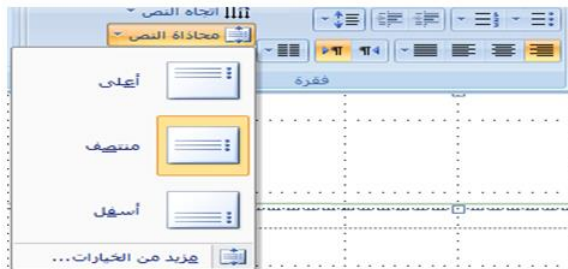 اتجاه النص
محاذاة النص
فقرة
أعلى
منتصف
أسفل
مزيد من الخيارات...